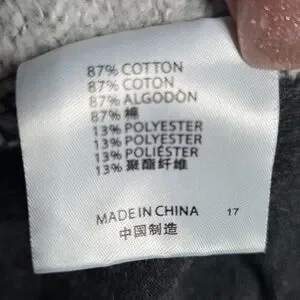 87% COTTON
87% COTON
87% ALGODÓN
87% 棉
13% POLYESTER
13% POLYESTER
13% POLIÉSTER
13% 聚酯纤维
MADE IN CHINA 17
中国制造